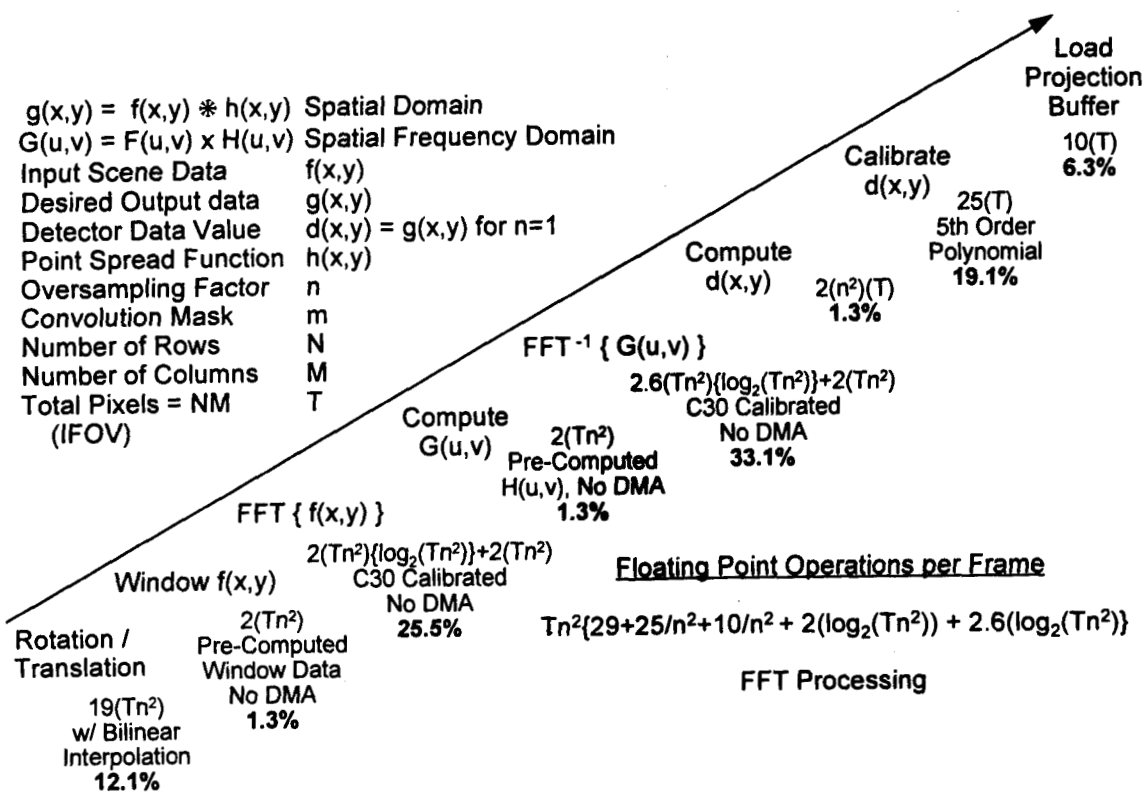 g(x,y) = f(x,y) ✳ h(x,y) Spatial Domain
G(u,v) = F(u,v) x H(u,v) Spatial Frequency Domain
Input Scene Data f(x,y)
Desired Output data g(x,y)
Detector Data Value d(x,y) = g(x,y) for n=1
Point Spread Function h(x,y)
Oversampling Factor n
Convolution Mask m
Number of Rows N
Number of Columns M
Total Pixels = NM T
(IFOV)
Rotation /
Translation
19(Tn²)
w/ Bilinear
Interpolation
12.1%
Window f(x,y)
2(Tn²)
Pre-Computed
Window Data
No DMA
1.3%
FFT { f(x,y) }
2(Tn²){log₂(Tn²)}+2(Tn²)
C30 Calibrated
No DMA
25.5%
Compute
G(u,v)
2(Tn²)
Pre-Computed
H(u,v), No DMA
1.3%
FFT⁻¹ { G(u,v) }
2.6(Tn²){log₂(Tn²)}+2(Tn²)
C30 Calibrated
No DMA
33.1%
Compute
d(x,y)
2(n²)(T)
1.3%
Calibrate
d(x,y)
25(T)
5th Order
Polynomial
19.1%
Load
Projection
Buffer
10(T)
6.3%
Floating Point Operations per Frame
Tn²{29+25/n²+10/n² + 2(log₂(Tn²)) + 2.6(log₂(Tn²)}
FFT Processing